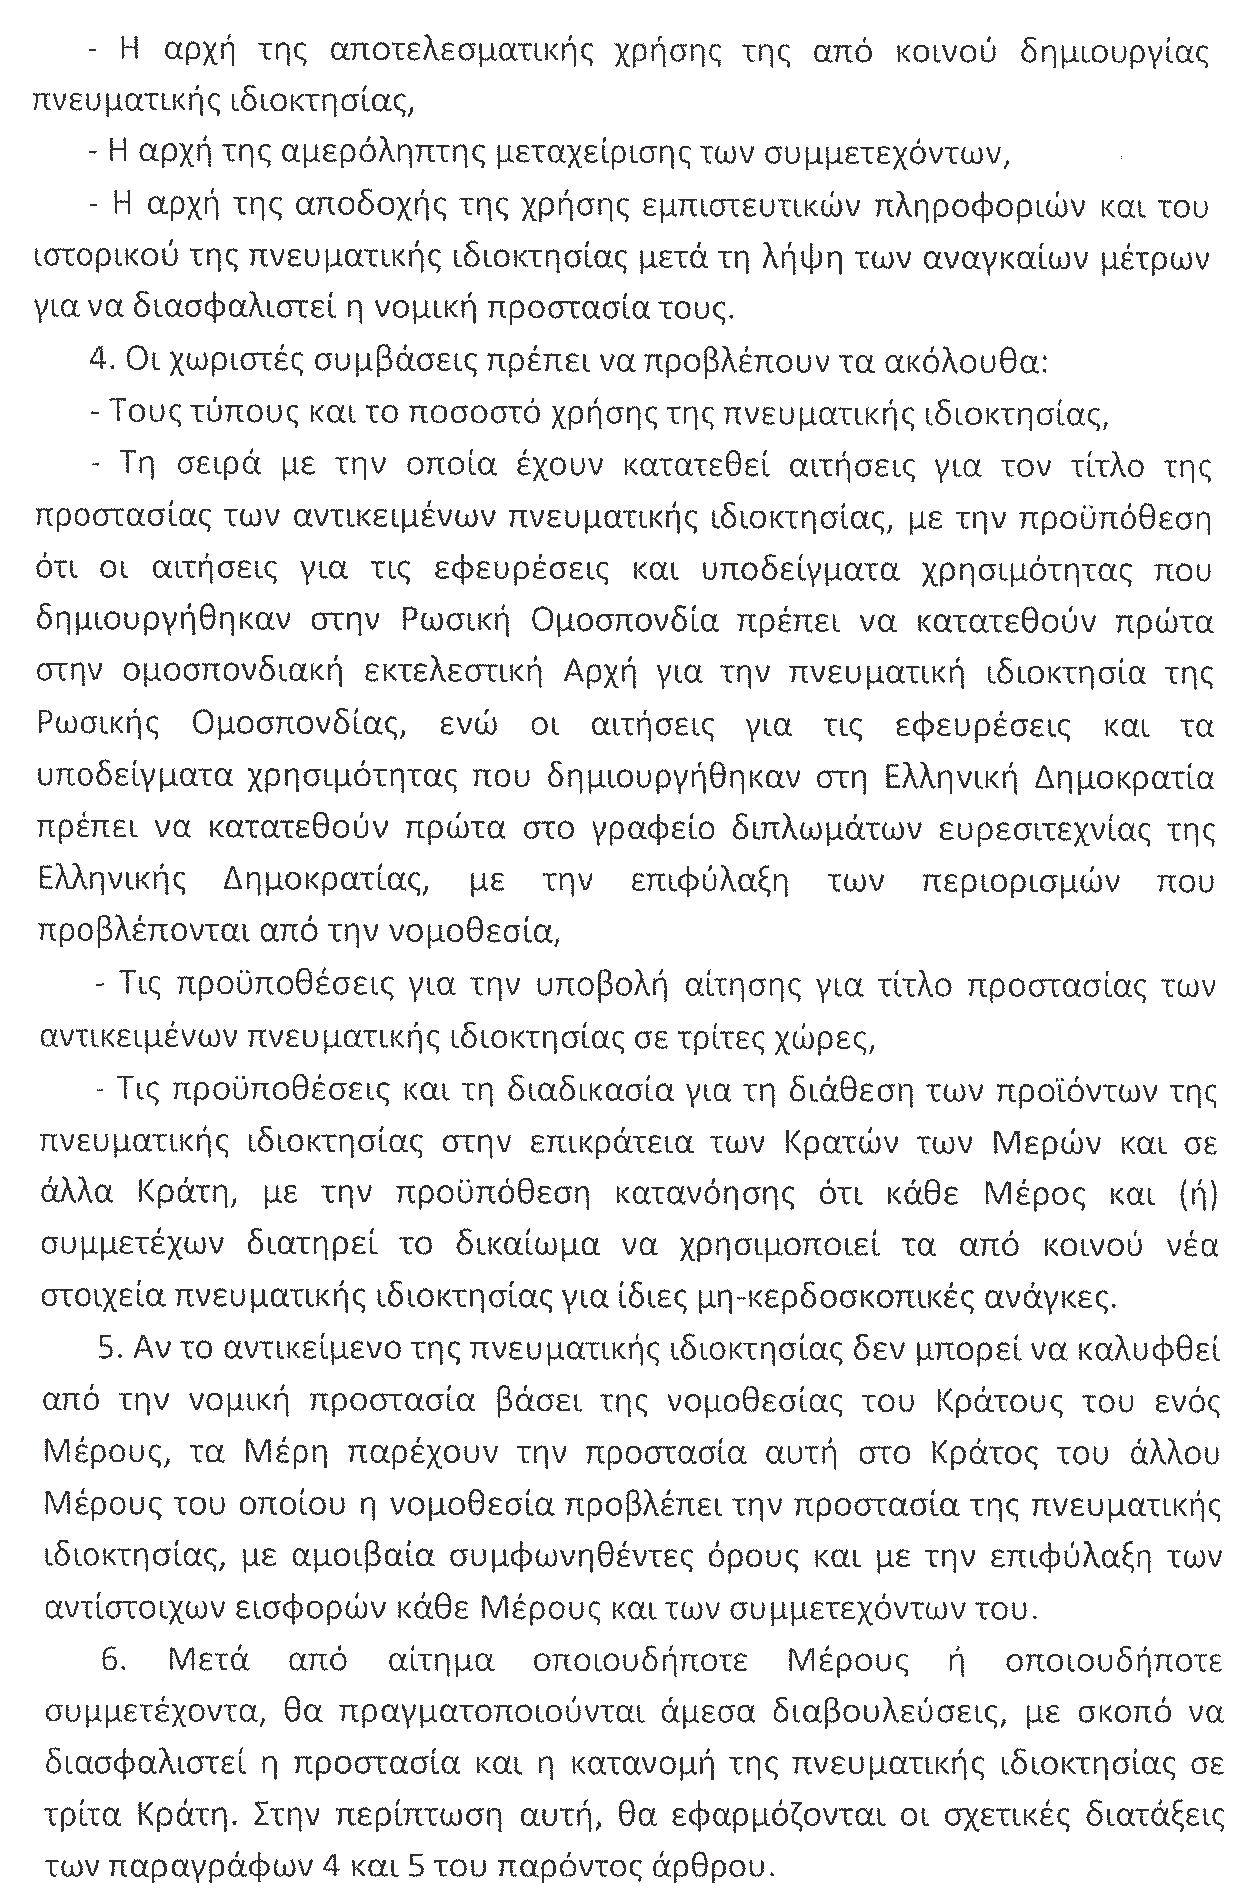 - Η αρχή της αποτελεσματικής χρήσης της από κοινού δημιουργίας
πνευματικής ιδιοκτησίας,
- Η αρχή της αμερόληπτης μεταχείρισης των συμμετεχόντων,
- Η αρχή της αποδοχής της χρήσης εμπιστευτικών πληροφοριών και του
ιστορικού της πνευματικής ιδιοκτησίας μετά τη λήψη των αναγκαίων μέτρων
για να διασφαλιστεί η νομική προστασία τους.
4. Οι χωριστές συμβάσεις πρέπει να προβλέπουν τα ακόλουθα:
- Τους τύπους και το ποσοστό χρήσης της πνευματικής ιδιοκτησίας,
- Τη σειρά με την οποία έχουν κατατεθεί αιτήσεις για τον τίτλο της
προστασίας των αντικειμένων πνευματικής ιδιοκτησίας, με την προϋπόθεση
ότι οι αιτήσεις για τις εφευρέσεις και υποδείγματα χρησιμότητας που
δημιουργήθηκαν στην Ρωσική Ομοσπονδία πρέπει να κατατεθούν πρώτα
στην ομοσπονδιακή εκτελεστική Αρχή για την πνευματική ιδιοκτησία της
Ρωσικής Ομοσπονδίας, ενώ οι αιτήσεις για τις εφευρέσεις και τα
υποδείγματα χρησιμότητας που δημιουργήθηκαν στη Ελληνική Δημοκρατία
πρέπει να κατατεθούν πρώτα στο γραφείο διπλωμάτων ευρεσιτεχνίας της
Ελληνικής Δημοκρατίας, με την επιφύλαξη των περιορισμών που
προβλέπονται από την νομοθεσία,
- Τις προϋποθέσεις για την υποβολή αίτησης για τίτλο προστασίας των
αντικειμένων πνευματικής ιδιοκτησίας σε τρίτες χώρες,
- Τις προϋποθέσεις και τη διαδικασία για τη διάθεση των προϊόντων της
πνευματικής ιδιοκτησίας στην επικράτεια των Κρατών των Μερών και σε
άλλα Κράτη, με την προϋπόθεση κατανόησης ότι κάθε Μέρος και (ή)
συμμετέχων διατηρεί το δικαίωμα να χρησιμοποιεί τα από κοινού νέα
στοιχεία πνευματικής ιδιοκτησίας για ίδιες μη-κερδοσκοπικές ανάγκες.
5. Αν το αντικείμενο της πνευματικής ιδιοκτησίας δεν μπορεί να καλυφθεί
από την νομική προστασία βάσει της νομοθεσίας του Κράτους του ενός
Μέρους, τα Μέρη παρέχουν την προστασία αυτή στο Κράτος του άλλου
Μέρους του οποίου η νομοθεσία προβλέπει την προστασία της πνευματικής
ιδιοκτησίας, με αμοιβαία συμφωνηθέντες όρους και με την επιφύλαξη των
αντίστοιχων εισφορών κάθε Μέρους και των συμμετεχόντων του.
6. Μετά από αίτημα οποιουδήποτε Μέρους ή οποιουδήποτε
συμμετέχοντα, θα πραγματοποιούνται άμεσα διαβουλεύσεις, με σκοπό να
διασφαλιστεί η προστασία και η κατανομή της πνευματικής ιδιοκτησίας σε
τρίτα Κράτη. Στην περίπτωση αυτή, θα εφαρμόζονται οι σχετικές διατάξεις
των παραγράφων 4 και 5 του παρόντος άρθρου.